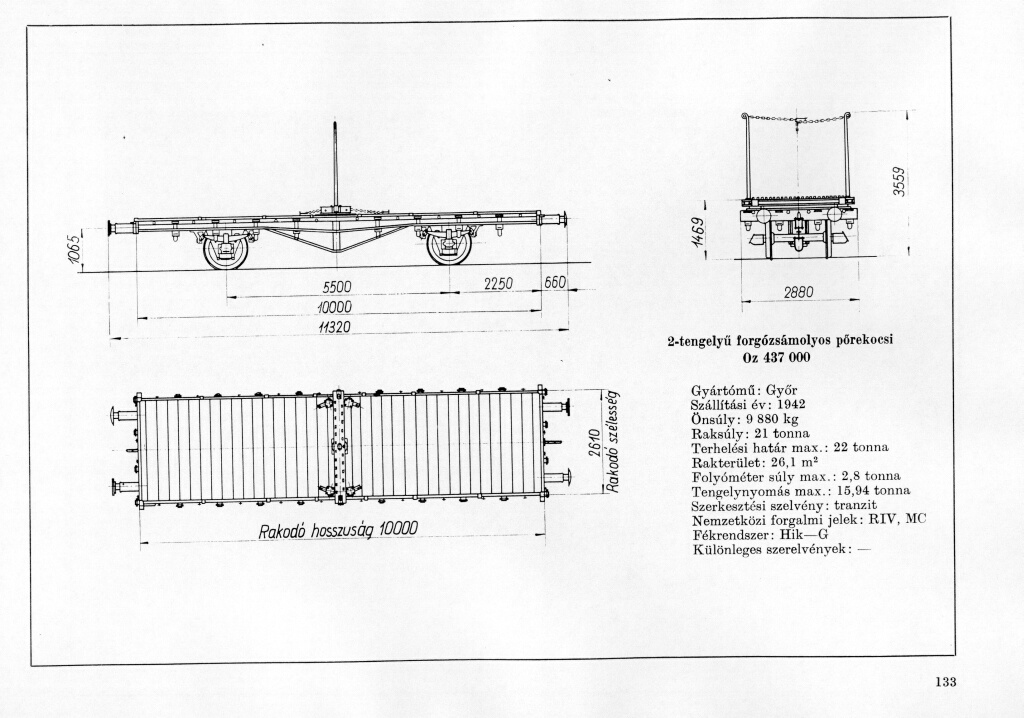 1065
5500
2250
660
10000
11320
1469
3559
2880
2-tengelyű forgózsámolyos pőrekocsi
Oz 437 000
Gyártómű: Győr
Szállítási év: 1942
Önsúly: 9 880 kg
Raksúly: 21 tonna
Terhelési határ max.: 22 tonna
Rakterület: 26,1 m²
Folyóméter súly max.: 2,8 tonna
Tengelynyomás max.: 15,94 tonna
Szerkesztési szelvény: tranzit
Nemzetközi forgalmi jelek: RIV, MC
Fékrendszer: Hik—G
Különleges szerelvények: —
2610
Rakodó szélesség
Rakodó hosszuság 10000
133